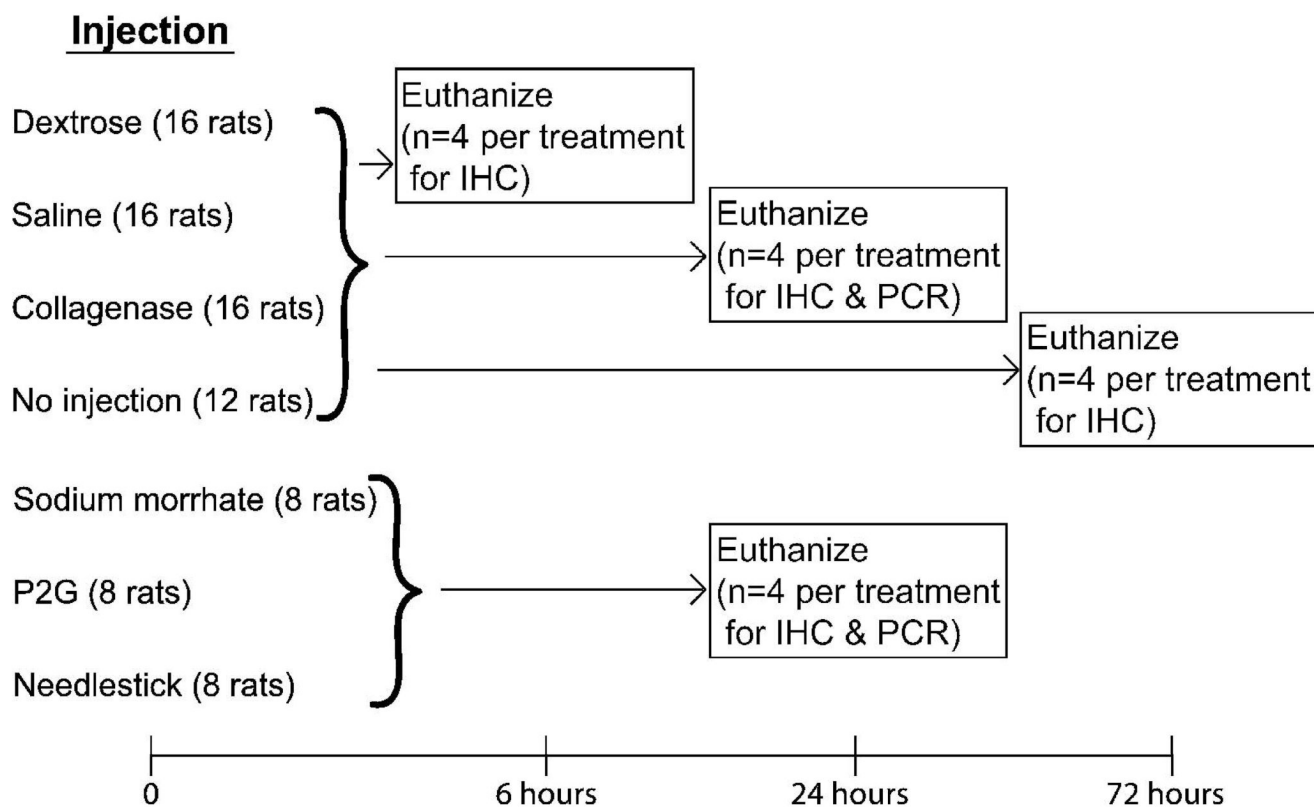 Injection
Dextrose (16 rats)
Saline (16 rats)
Collagenase (16 rats)
No injection (12 rats)
Euthanize
(n=4 per treatment
for IHC)
Euthanize
(n=4 per treatment
for IHC & PCR)
Euthanize
(n=4 per treatment
for IHC)
Sodium morrhate (8 rats)
P2G (8 rats)
Needlestick (8 rats)
Euthanize
(n=4 per treatment
for IHC & PCR)
0
6 hours
24 hours
72 hours